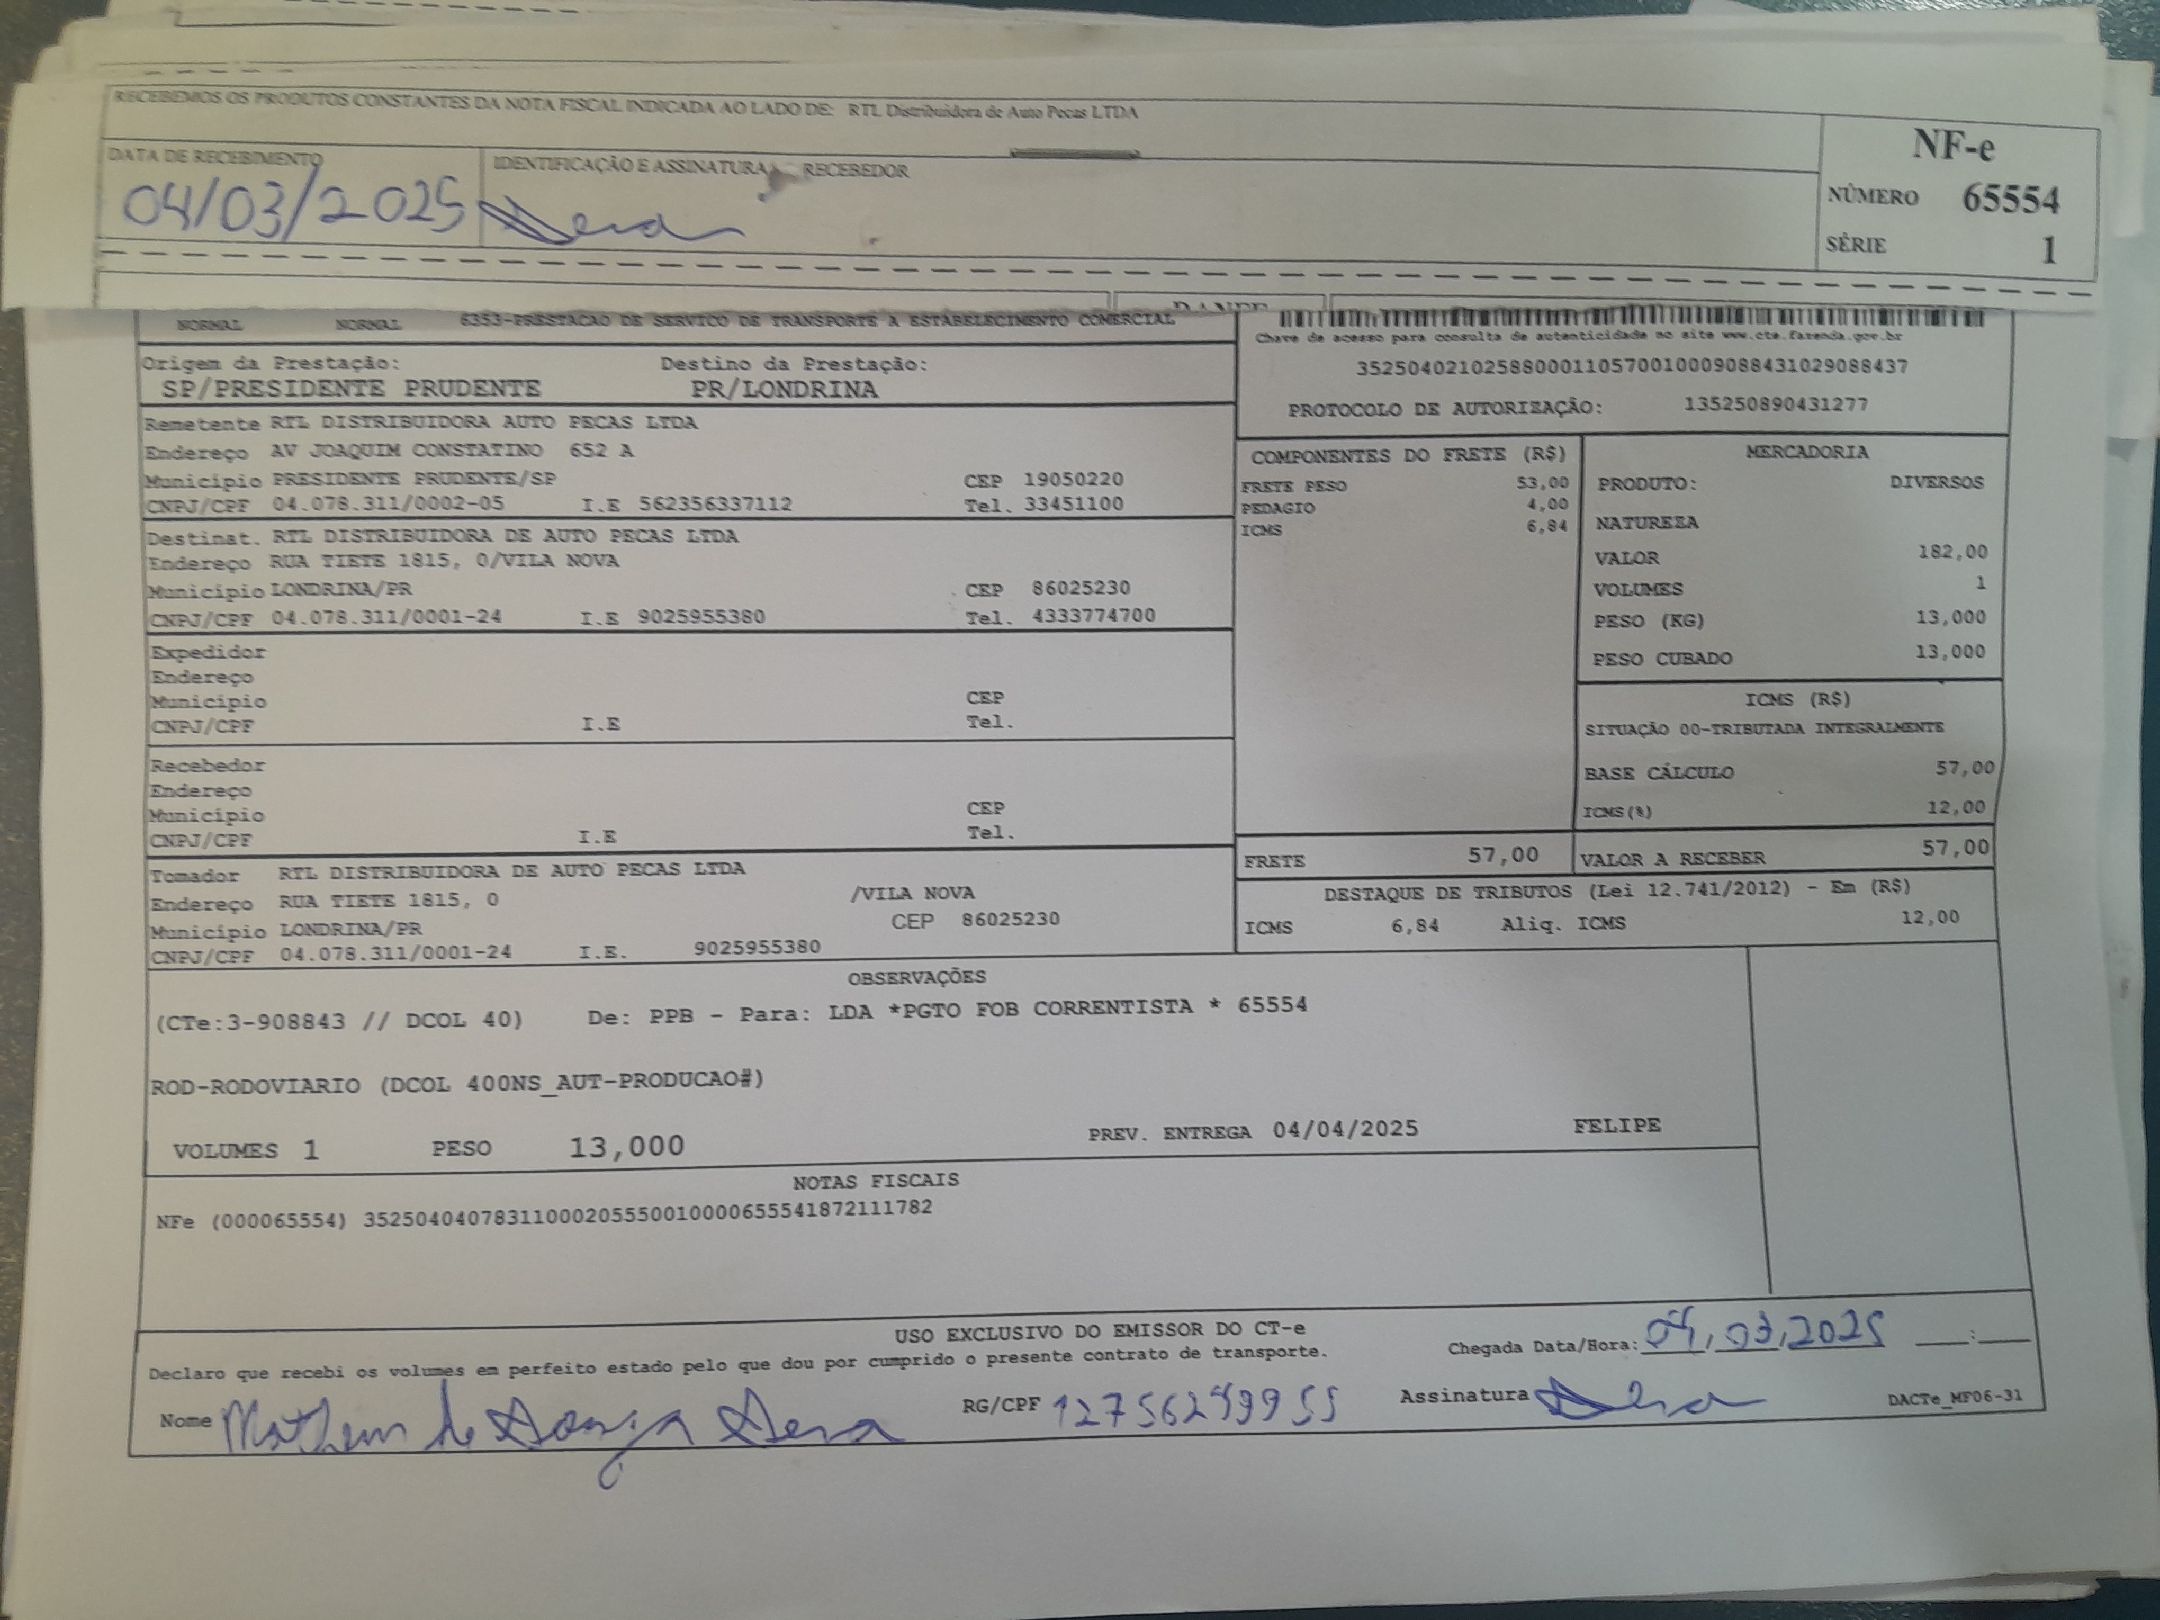 RECEBEMOS OS PRODUTOS CONSTANTES DA NOTA FISCAL INDICADA AO LADO DE: RTL Distribuidora de Auto Pecas LTDA
DATA DE RECEBIMENTO
04/03/2025
IDENTIFICAÇÃO E ASSINATURA RECEBEDOR
NF-e
NÚMERO 65554
SÉRIE 1
DANFE
NORMAL NORMAL 6353-PRESTACAO DE SERVICO DE TRANSPORTE A ESTABELECIMENTO COMERCIAL
Chave de acesso para consulta de autenticidade no site www.cte.fazenda.gov.br
35250402102588000110570010009088431029088437
PROTOCOLO DE AUTORIZAÇÃO: 135250890431277
Origem da Prestação: Destino da Prestação:
SP/PRESIDENTE PRUDENTE PR/LONDRINA
Remetente RTL DISTRIBUIDORA AUTO PECAS LTDA
Endereço AV JOAQUIM CONSTATINO 652 A
Município PRESIDENTE PRUDENTE/SP CEP 19050220
CNPJ/CPF 04.078.311/0002-05 I.E 562356337112 Tel. 33451100
Destinat. RTL DISTRIBUIDORA DE AUTO PECAS LTDA
Endereço RUA TIETE 1815, 0/VILA NOVA
Município LONDRINA/PR CEP 86025230
CNPJ/CPF 04.078.311/0001-24 I.E 9025955380 Tel. 4333774700
Expedidor
Endereço
Município CEP
CNPJ/CPF I.E Tel.
Recebedor
Endereço
Município CEP
CNPJ/CPF I.E Tel.
Tomador RTL DISTRIBUIDORA DE AUTO PECAS LTDA
Endereço RUA TIETE 1815, 0 /VILA NOVA
Município LONDRINA/PR CEP 86025230
CNPJ/CPF 04.078.311/0001-24 I.E. 9025955380
COMPONENTES DO FRETE (R$)
FRETE PESO 53,00
PEDAGIO 4,00
ICMS 6,84
MERCADORIA
PRODUTO: DIVERSOS
NATUREZA
VALOR 182,00
VOLUMES 1
PESO (KG) 13,000
PESO CUBADO 13,000
ICMS (R$)
SITUAÇÃO 00-TRIBUTADA INTEGRALMENTE
BASE CÁLCULO 57,00
ICMS(%) 12,00
FRETE 57,00 VALOR A RECEBER 57,00
DESTAQUE DE TRIBUTOS (Lei 12.741/2012) - Em (R$)
ICMS 6,84 Aliq. ICMS 12,00
OBSERVAÇÕES
(CTe:3-908843 // DCOL 40) De: PPB - Para: LDA *PGTO FOB CORRENTISTA * 65554
ROD-RODOVIARIO (DCOL 400NS_AUT-PRODUCAO#)
VOLUMES 1 PESO 13,000 PREV. ENTREGA 04/04/2025 FELIPE
NOTAS FISCAIS
NFe (000065554) 35250404078311000205550010000655541872111782
USO EXCLUSIVO DO EMISSOR DO CT-e
Declaro que recebi os volumes em perfeito estado pelo que dou por cumprido o presente contrato de transporte.
Chegada Data/Hora: 04,03,2025 :
Nome RG/CPF Assinatura DACTe_MF06-31